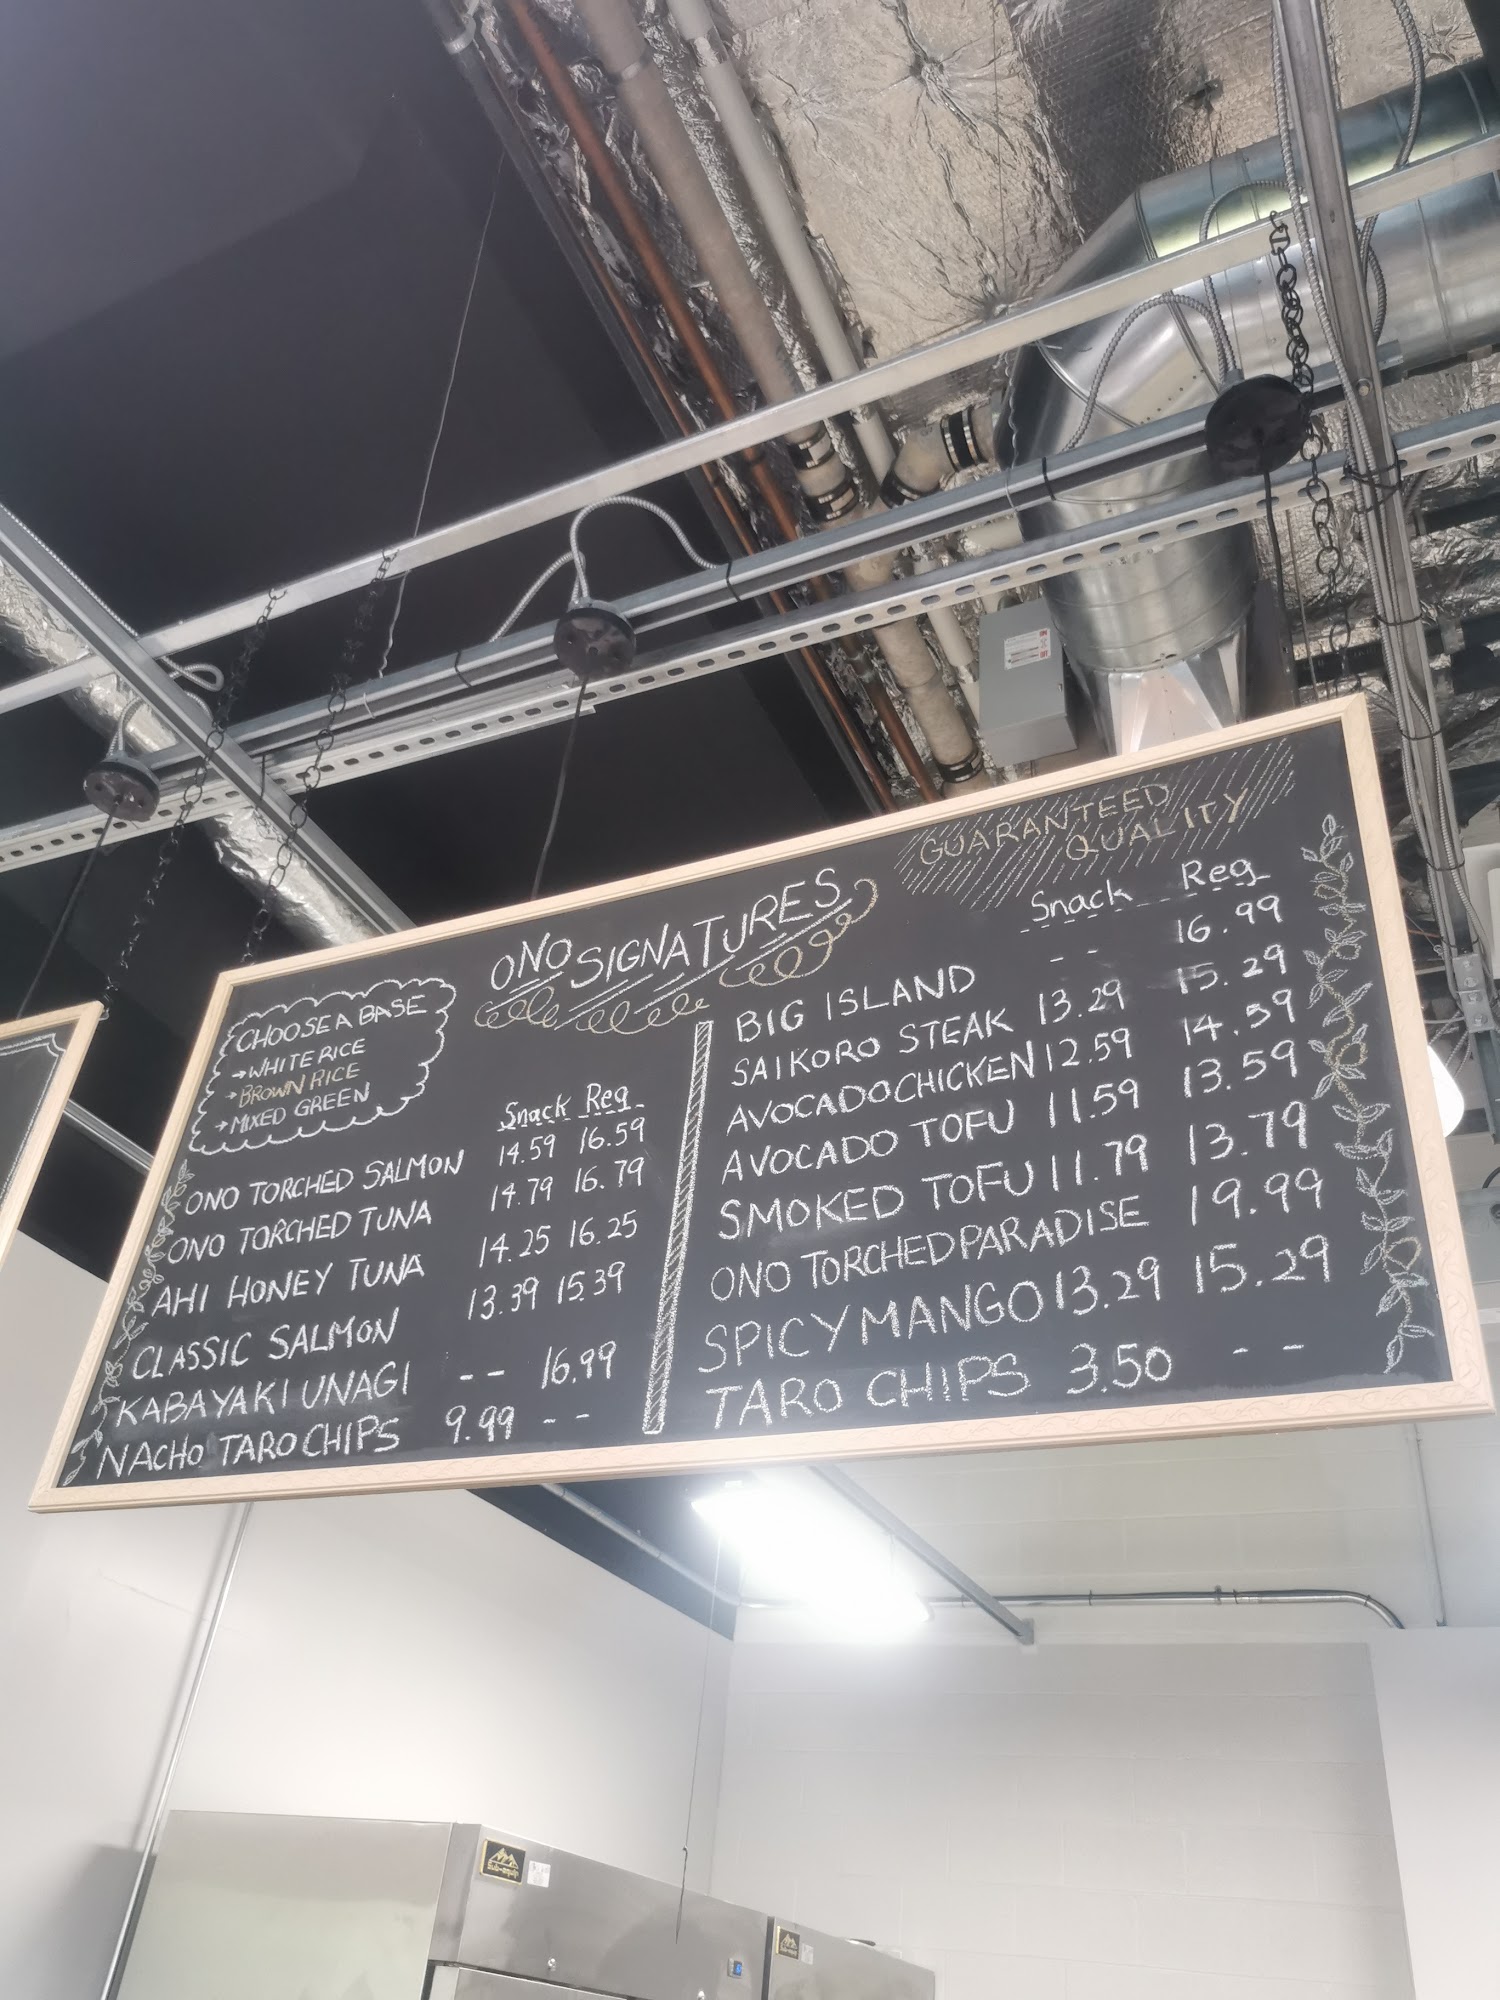 ONO SIGNATURES
GUARANTEED
QUALITY
CHOOSE A BASE
→ WHITE RICE
→ BROWN RICE
→ MIXED GREEN
Snack Reg
ONO TORCHED SALMON 14.59 16.59
ONO TORCHED TUNA 14.79 16.79
AHI HONEY TUNA 14.25 16.25
CLASSIC SALMON 13.39 15.39
KABAYAKI UNAGI -- 16.99
NACHO TARO CHIPS 9.99 --
Snack Reg
BIG ISLAND -- 16.99
SAIKORO STEAK 13.29 15.29
AVOCADO CHICKEN 12.59 14.59
AVOCADO TOFU 11.59 13.59
SMOKED TOFU 11.79 13.79
ONO TORCHED PARADISE 19.99
SPICY MANGO 13.29 15.29
TARO CHIPS 3.50 --